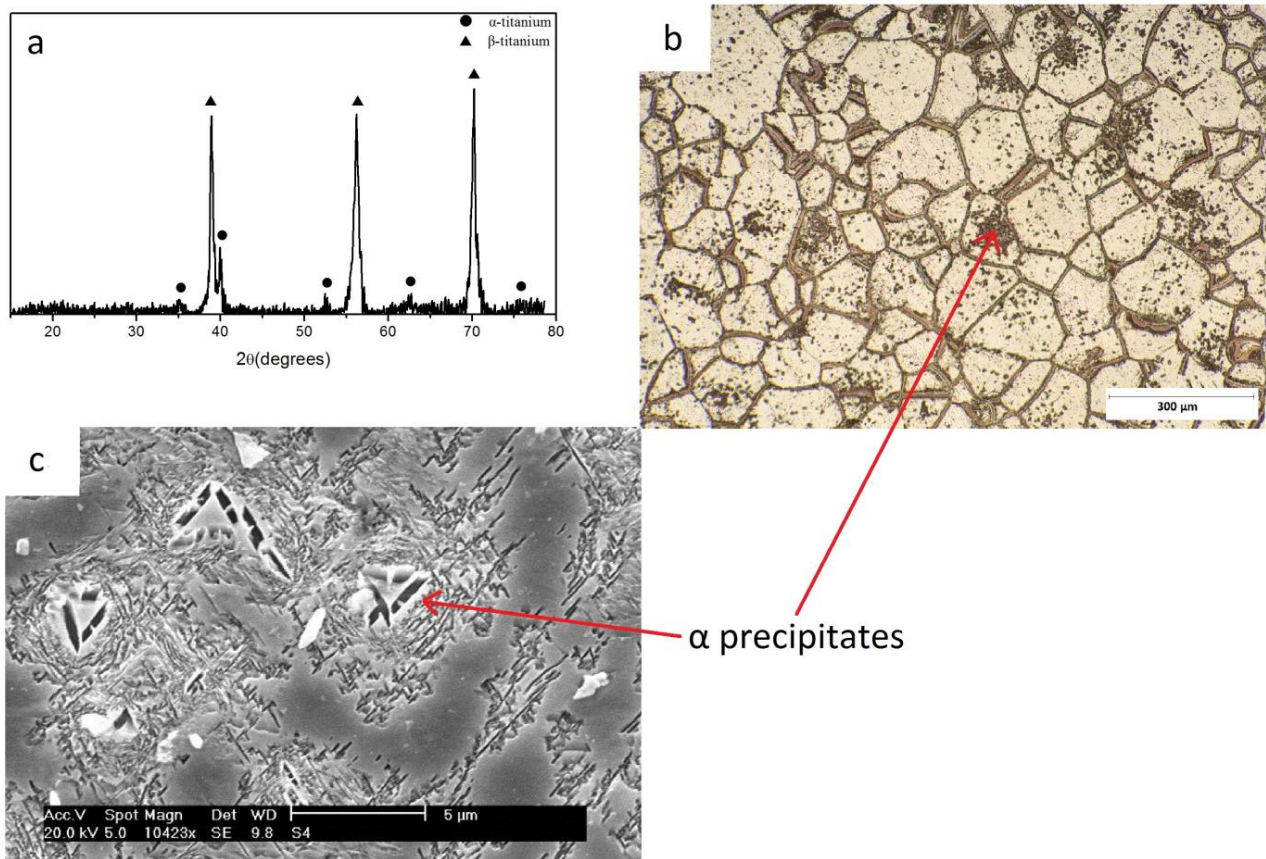 a
● α-titanium
▲ β-titanium
20 30 40 50 60 70 80
2θ(degrees)
b
300 µm
c
α precipitates
Acc.V Spot Magn Det WD 5 µm
20.0 kV 5.0 10423x SE 9.8 S4